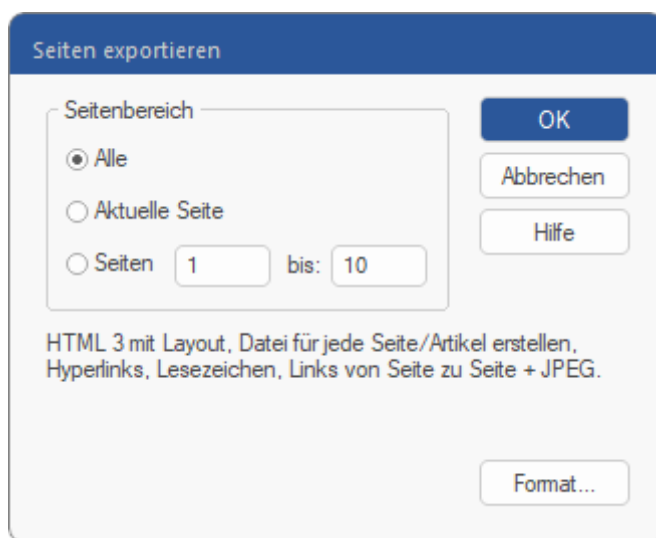 Seiten exportieren
Seitenbereich
Alle
Aktuelle Seite
Seiten 1 bis: 10
OK
Abbrechen
Hilfe
HTML 3 mit Layout, Datei für jede Seite/Artikel erstellen,
Hyperlinks, Lesezeichen, Links von Seite zu Seite + JPEG.
Format...